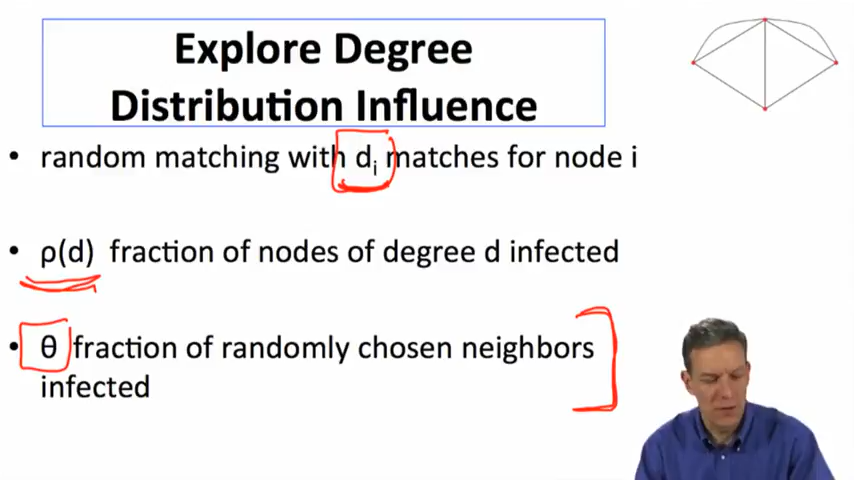 Explore Degree
Distribution Influence
• random matching with dᵢ matches for node i
• ρ(d) fraction of nodes of degree d infected
• θ fraction of randomly chosen neighbors
infected